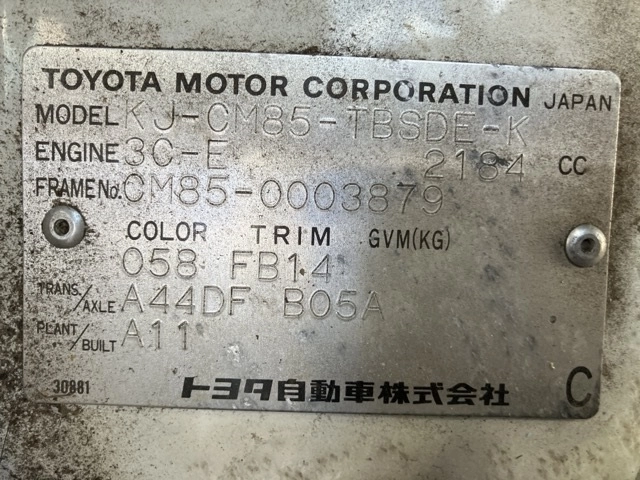 TOYOTA MOTOR CORPORATION JAPAN
MODEL KJ-CM85-TBSDE-K
ENGINE 3C-E 2184 CC
FRAME No. CM85-0003879
COLOR TRIM GVM(KG)
058 FB14
TRANS./AXLE A44DF B05A
PLANT/BUILT A11
30881 トヨタ自動車株式会社 C